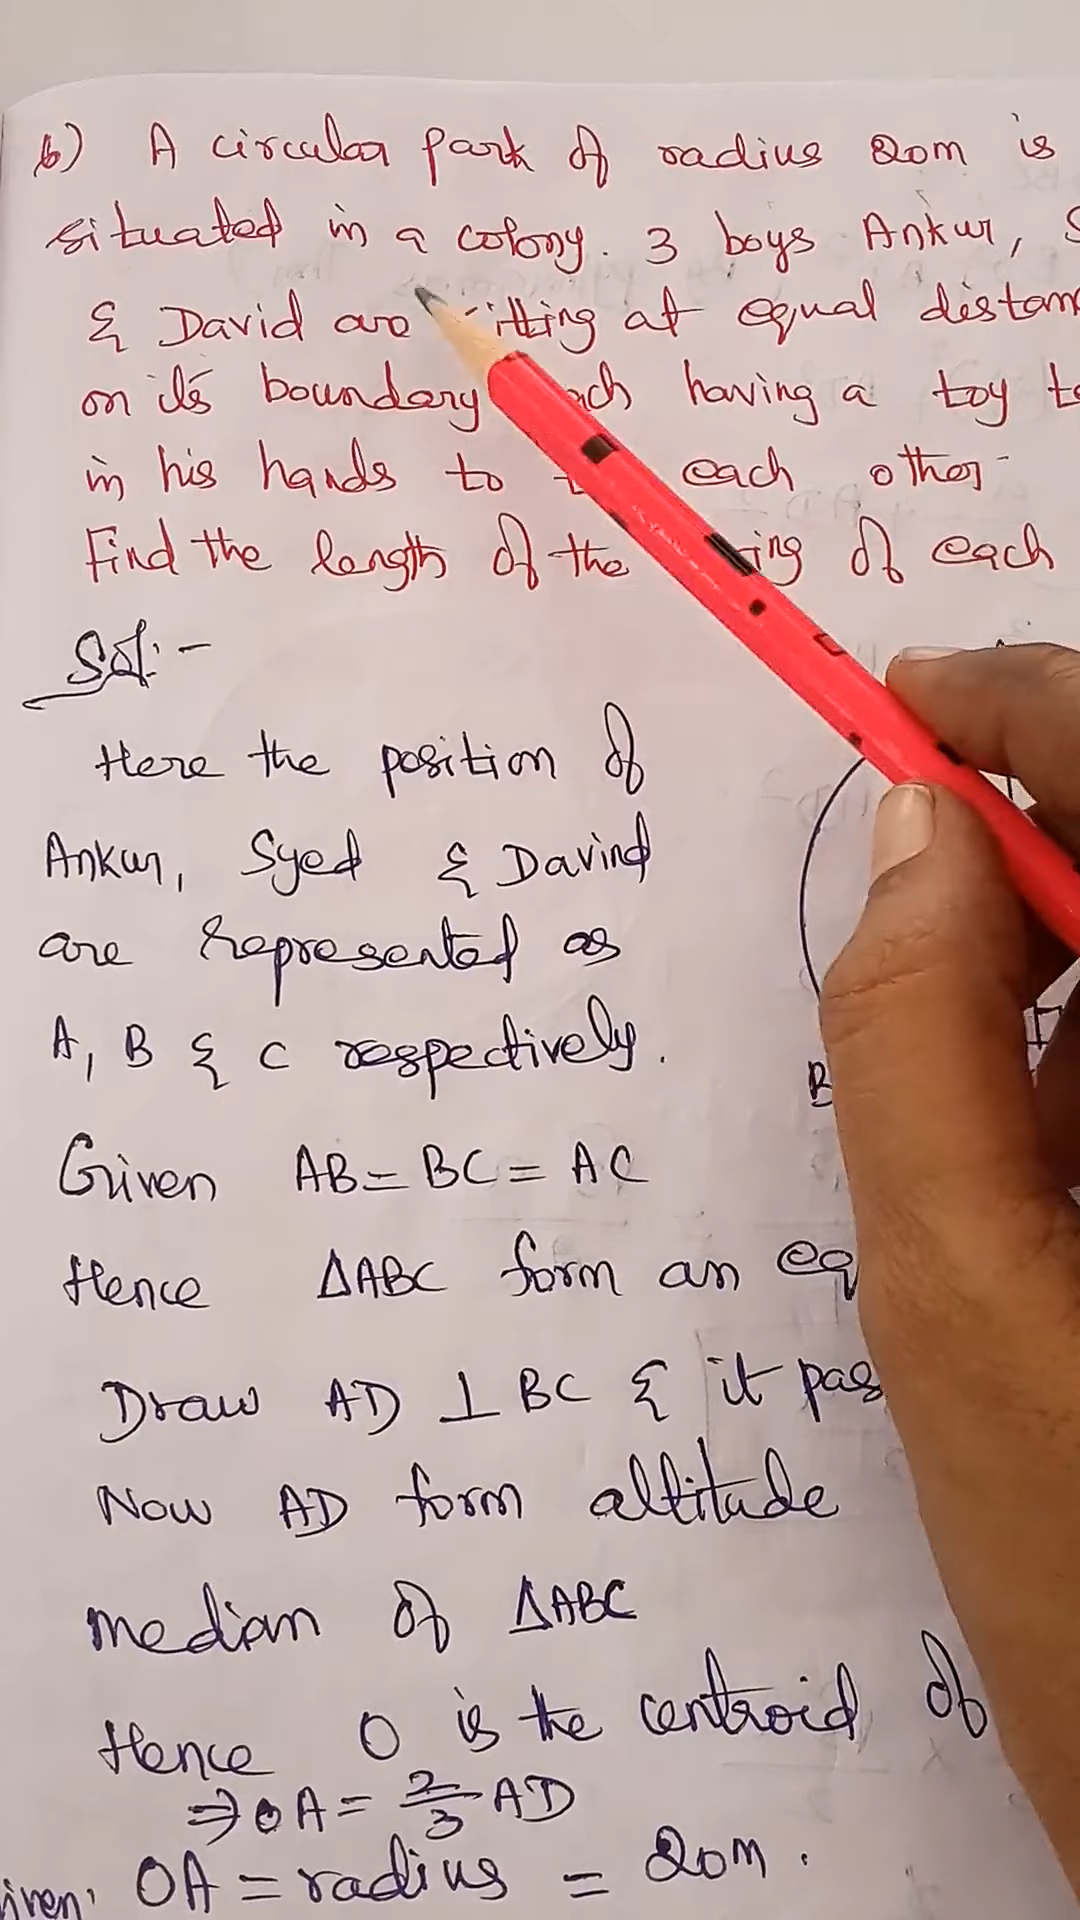 6) A circular park of radius 20m is
situated in a colony. 3 boys Ankur, S
& David are sitting at equal distan
on its boundary each having a toy te
in his hands to each other
Find the length of the of each
Sol:-
Here the position of
Ankur, Syed & Davind
are represented as
A, B & C respectively.
Given AB = BC = AC
Hence ΔABC form an eq
Draw AD ⊥ BC & it pas
Now AD form altitude
median of ΔABC
Hence O is the centroid of
⇒ OA = 2/3 AD
iven: OA = radius = 20m.
B